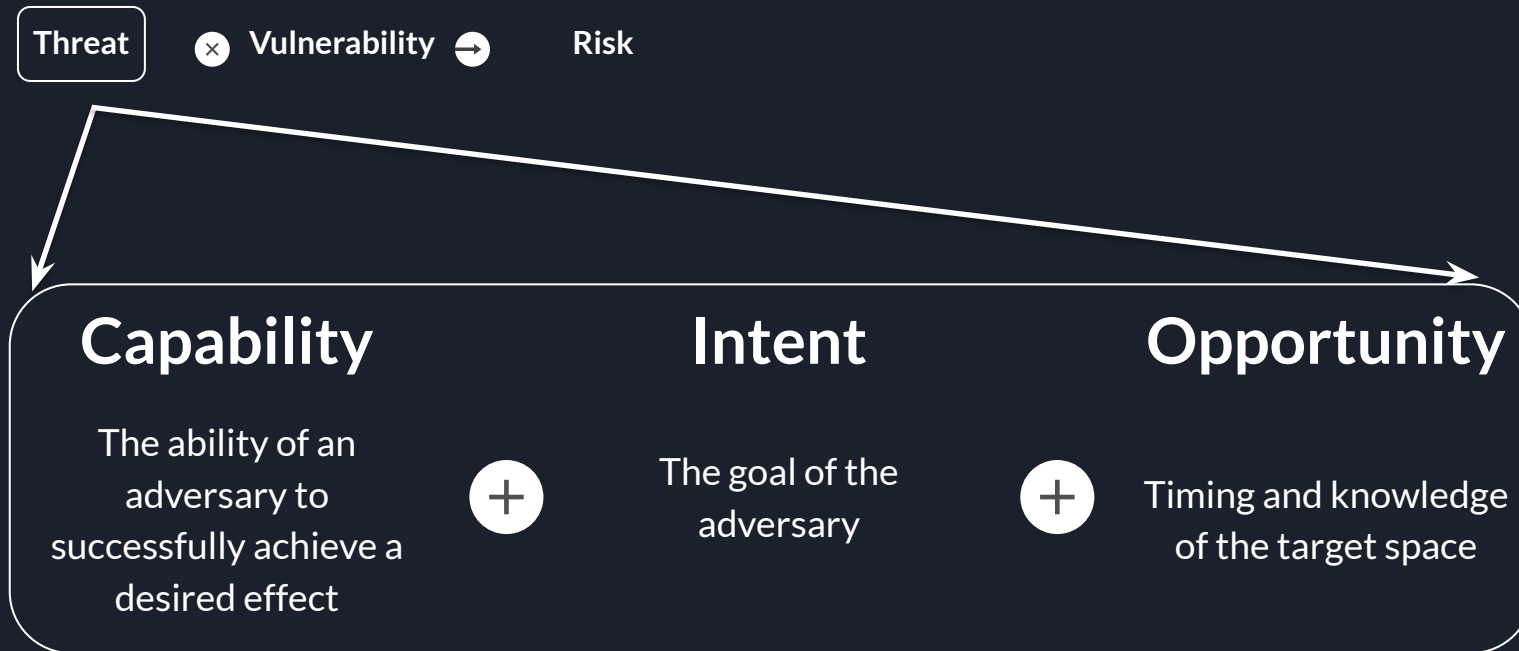 Threat × Vulnerability → Risk
Capability
Intent
Opportunity
The ability of an
adversary to
successfully achieve a
desired effect
+
The goal of the
adversary
+
Timing and knowledge
of the target space